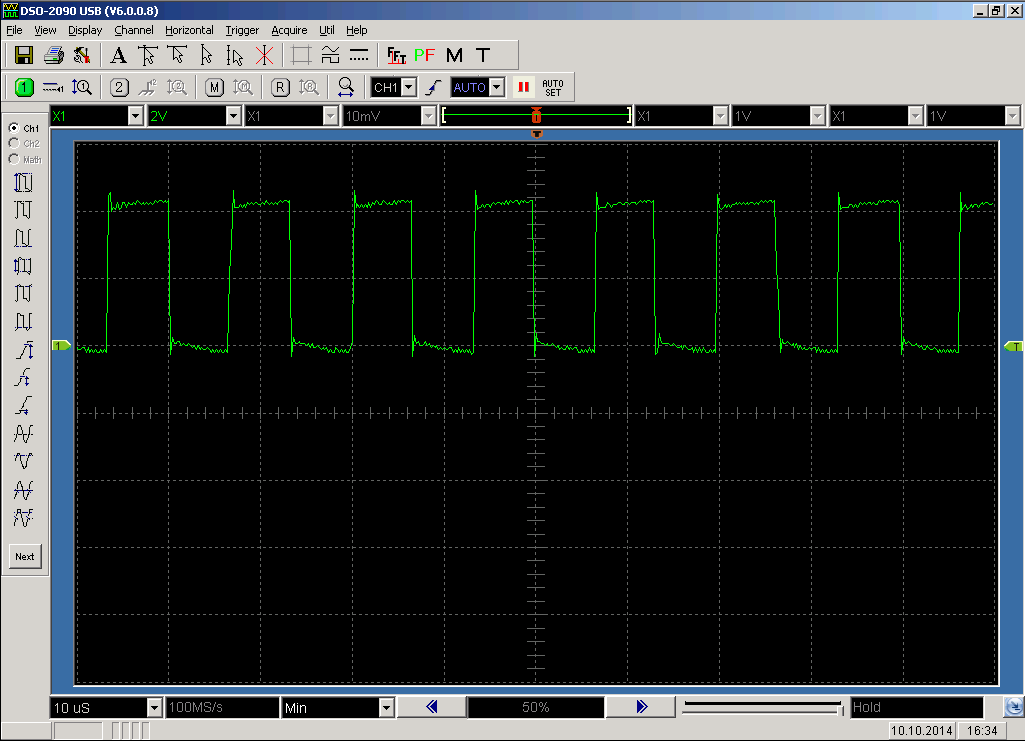 DSO-2090 USB (V6.0.0.8)
File View Display Channel Horizontal Trigger Acquire Util Help
A FFT PF M T
1 2 M R CH1 AUTO AUTO SET
X1 2V X1 10mV T X1 1V X1 1V
T
Ch1
Ch2
Math
1 T
Next
10 uS 100MS/s Min 50% Hold
10.10.2014 16:34